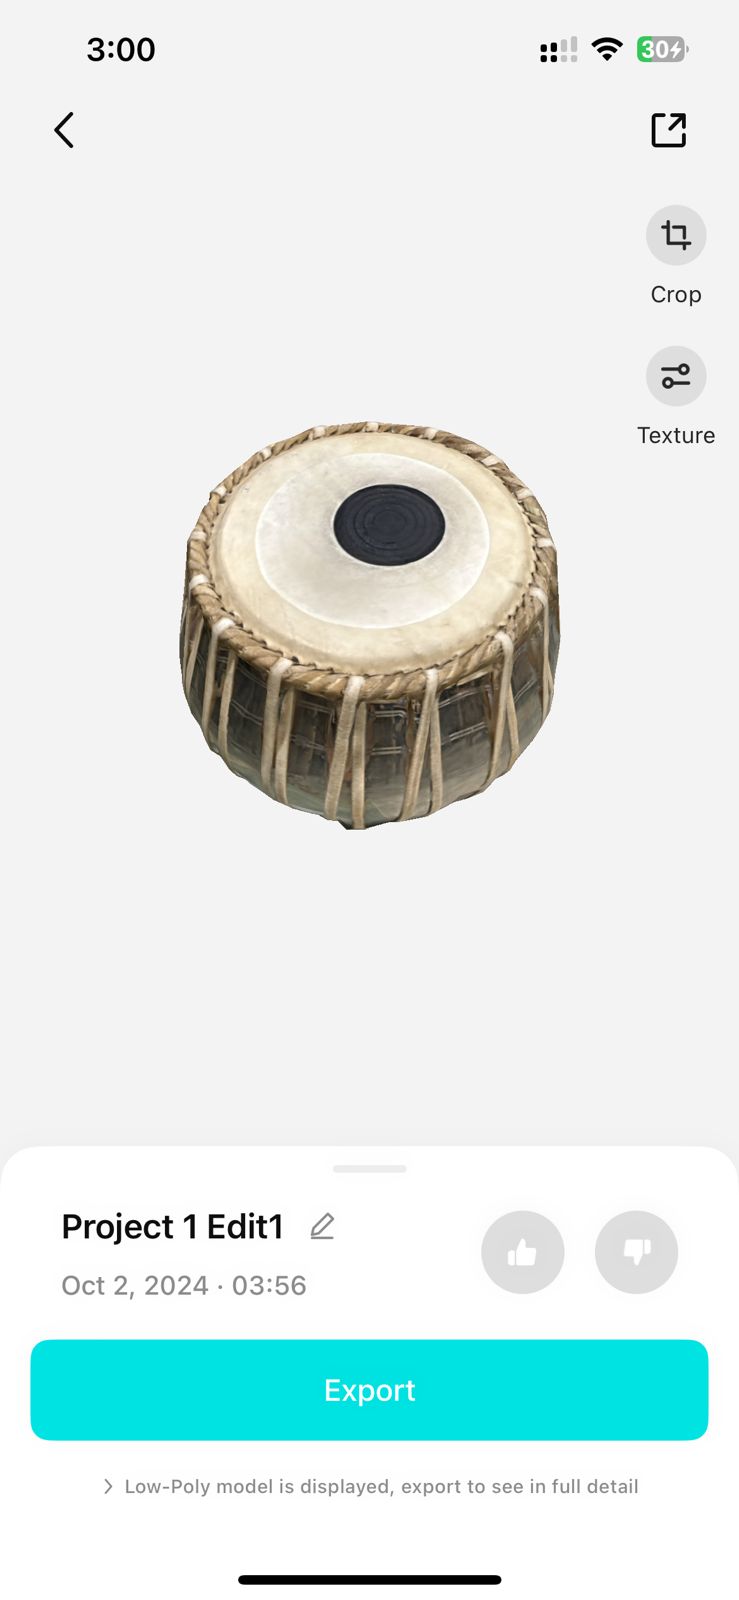 3:00
30
Crop
Texture
Project 1 Edit1
Oct 2, 2024 · 03:56
Export
Low-Poly model is displayed, export to see in full detail